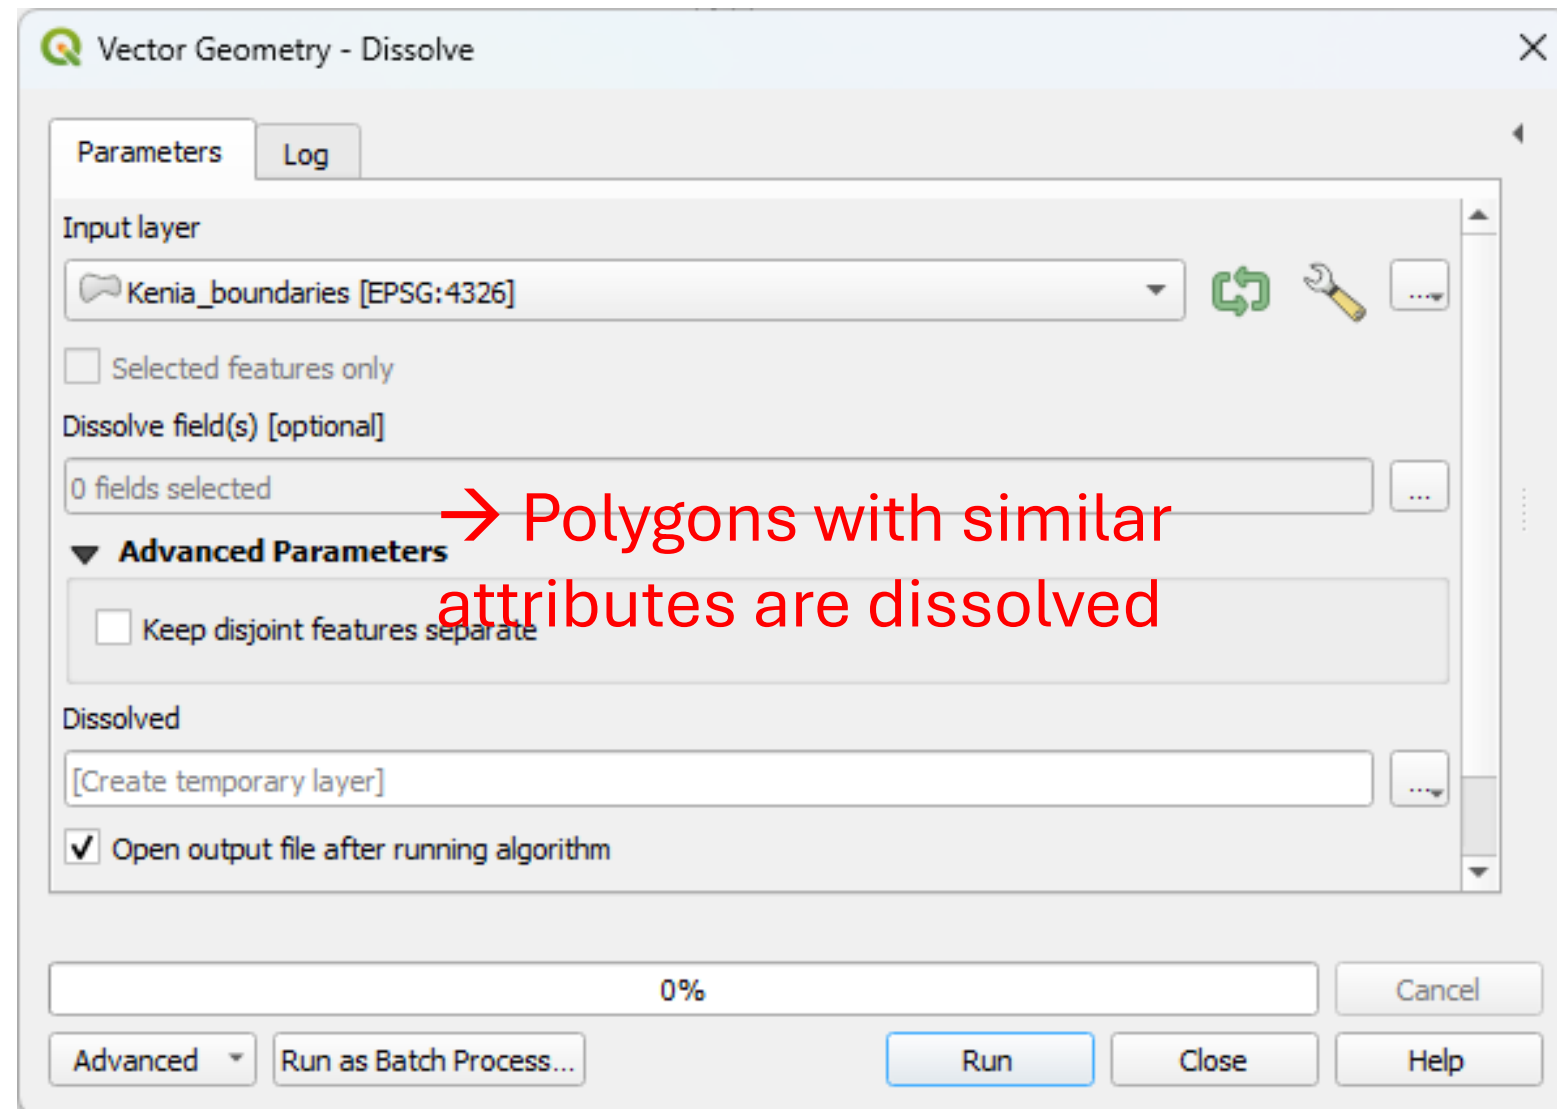 Vector Geometry - Dissolve
Parameters
Log
Input layer
Kenia_boundaries [EPSG:4326]
...
Selected features only
Dissolve field(s) [optional]
0 fields selected
...
→ Polygons with similar
Advanced Parameters
attributes are dissolved
Keep disjoint features separate
Dissolved
[Create temporary layer]
...
Open output file after running algorithm
0%
Cancel
Advanced
Run as Batch Process...
Run
Close
Help